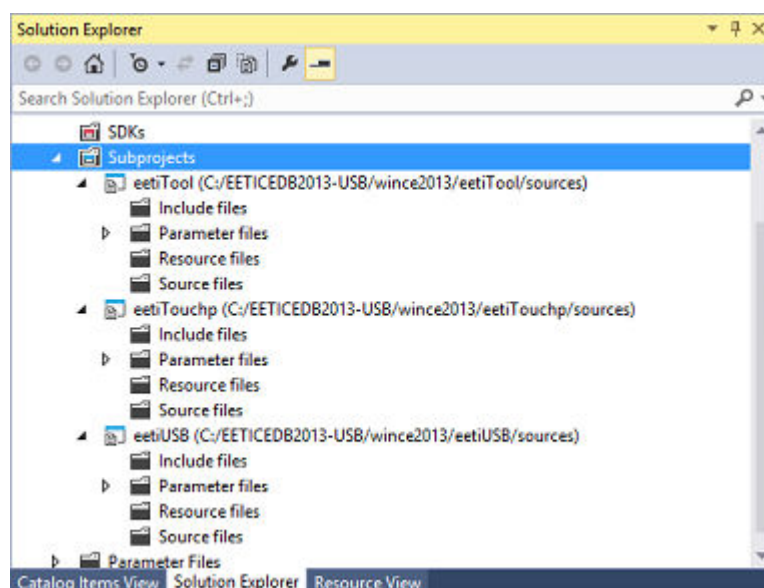 Solution Explorer
Search Solution Explorer (Ctrl+;)
SDKs
Subprojects
eetiTool (C:/EETICEDB2013-USB/wince2013/eetiTool/sources)
Include files
Parameter files
Resource files
Source files
eetiTouchp (C:/EETICEDB2013-USB/wince2013/eetiTouchp/sources)
Include files
Parameter files
Resource files
Source files
eetiUSB (C:/EETICEDB2013-USB/wince2013/eetiUSB/sources)
Include files
Parameter files
Resource files
Source files
Parameter Files
Catalog Items View Solution Explorer Resource View